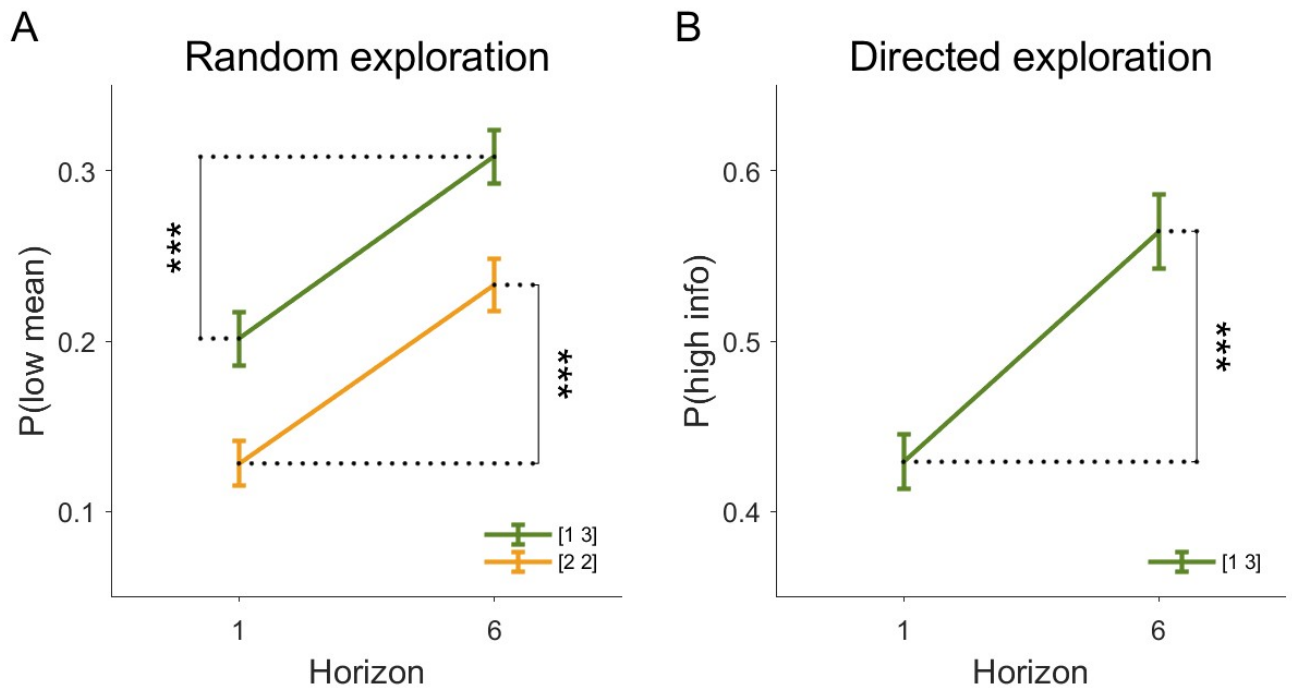 A
Random exploration
P(low mean)
0.3
0.2
0.1
***
***
[1 3]
[2 2]
1 6
Horizon
B
Directed exploration
P(high info)
0.6
0.5
0.4
***
[1 3]
1 6
Horizon